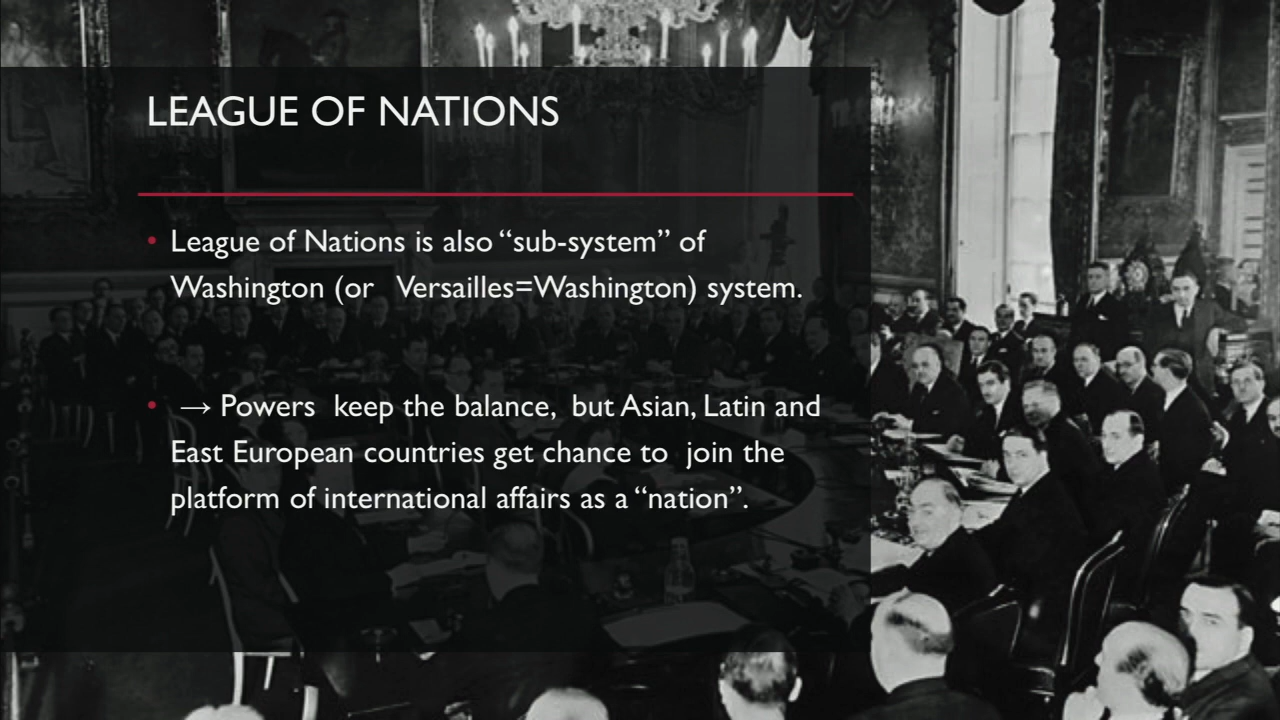 LEAGUE OF NATIONS
• League of Nations is also “sub-system” of
Washington (or Versailles=Washington) system.
• → Powers keep the balance, but Asian, Latin and
East European countries get chance to join the
platform of international affairs as a “nation”.